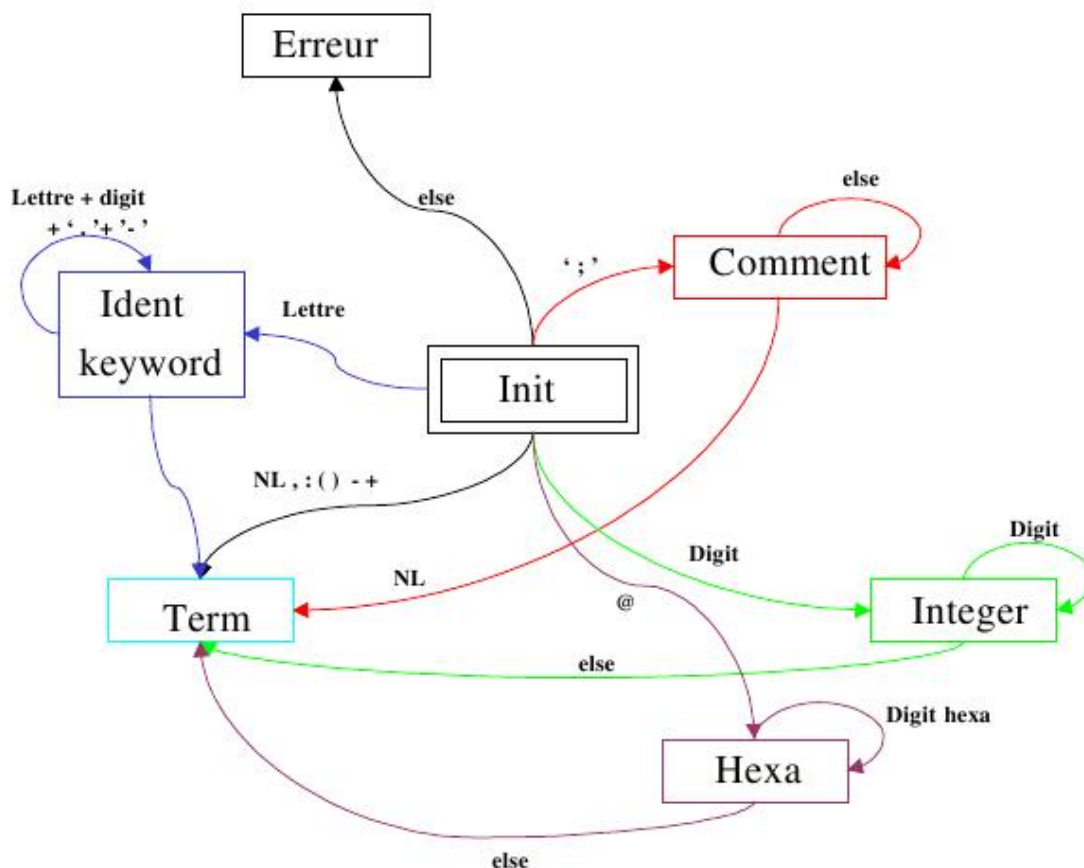 Erreur
else
Lettre + digit
+ ‘ . ’+ ’- ’
else
‘ ; ’
Comment
Ident
keyword
Lettre
Init
NL , : ( ) - +
Digit
Digit
NL
@
Term
Integer
else
Digit hexa
Hexa
else